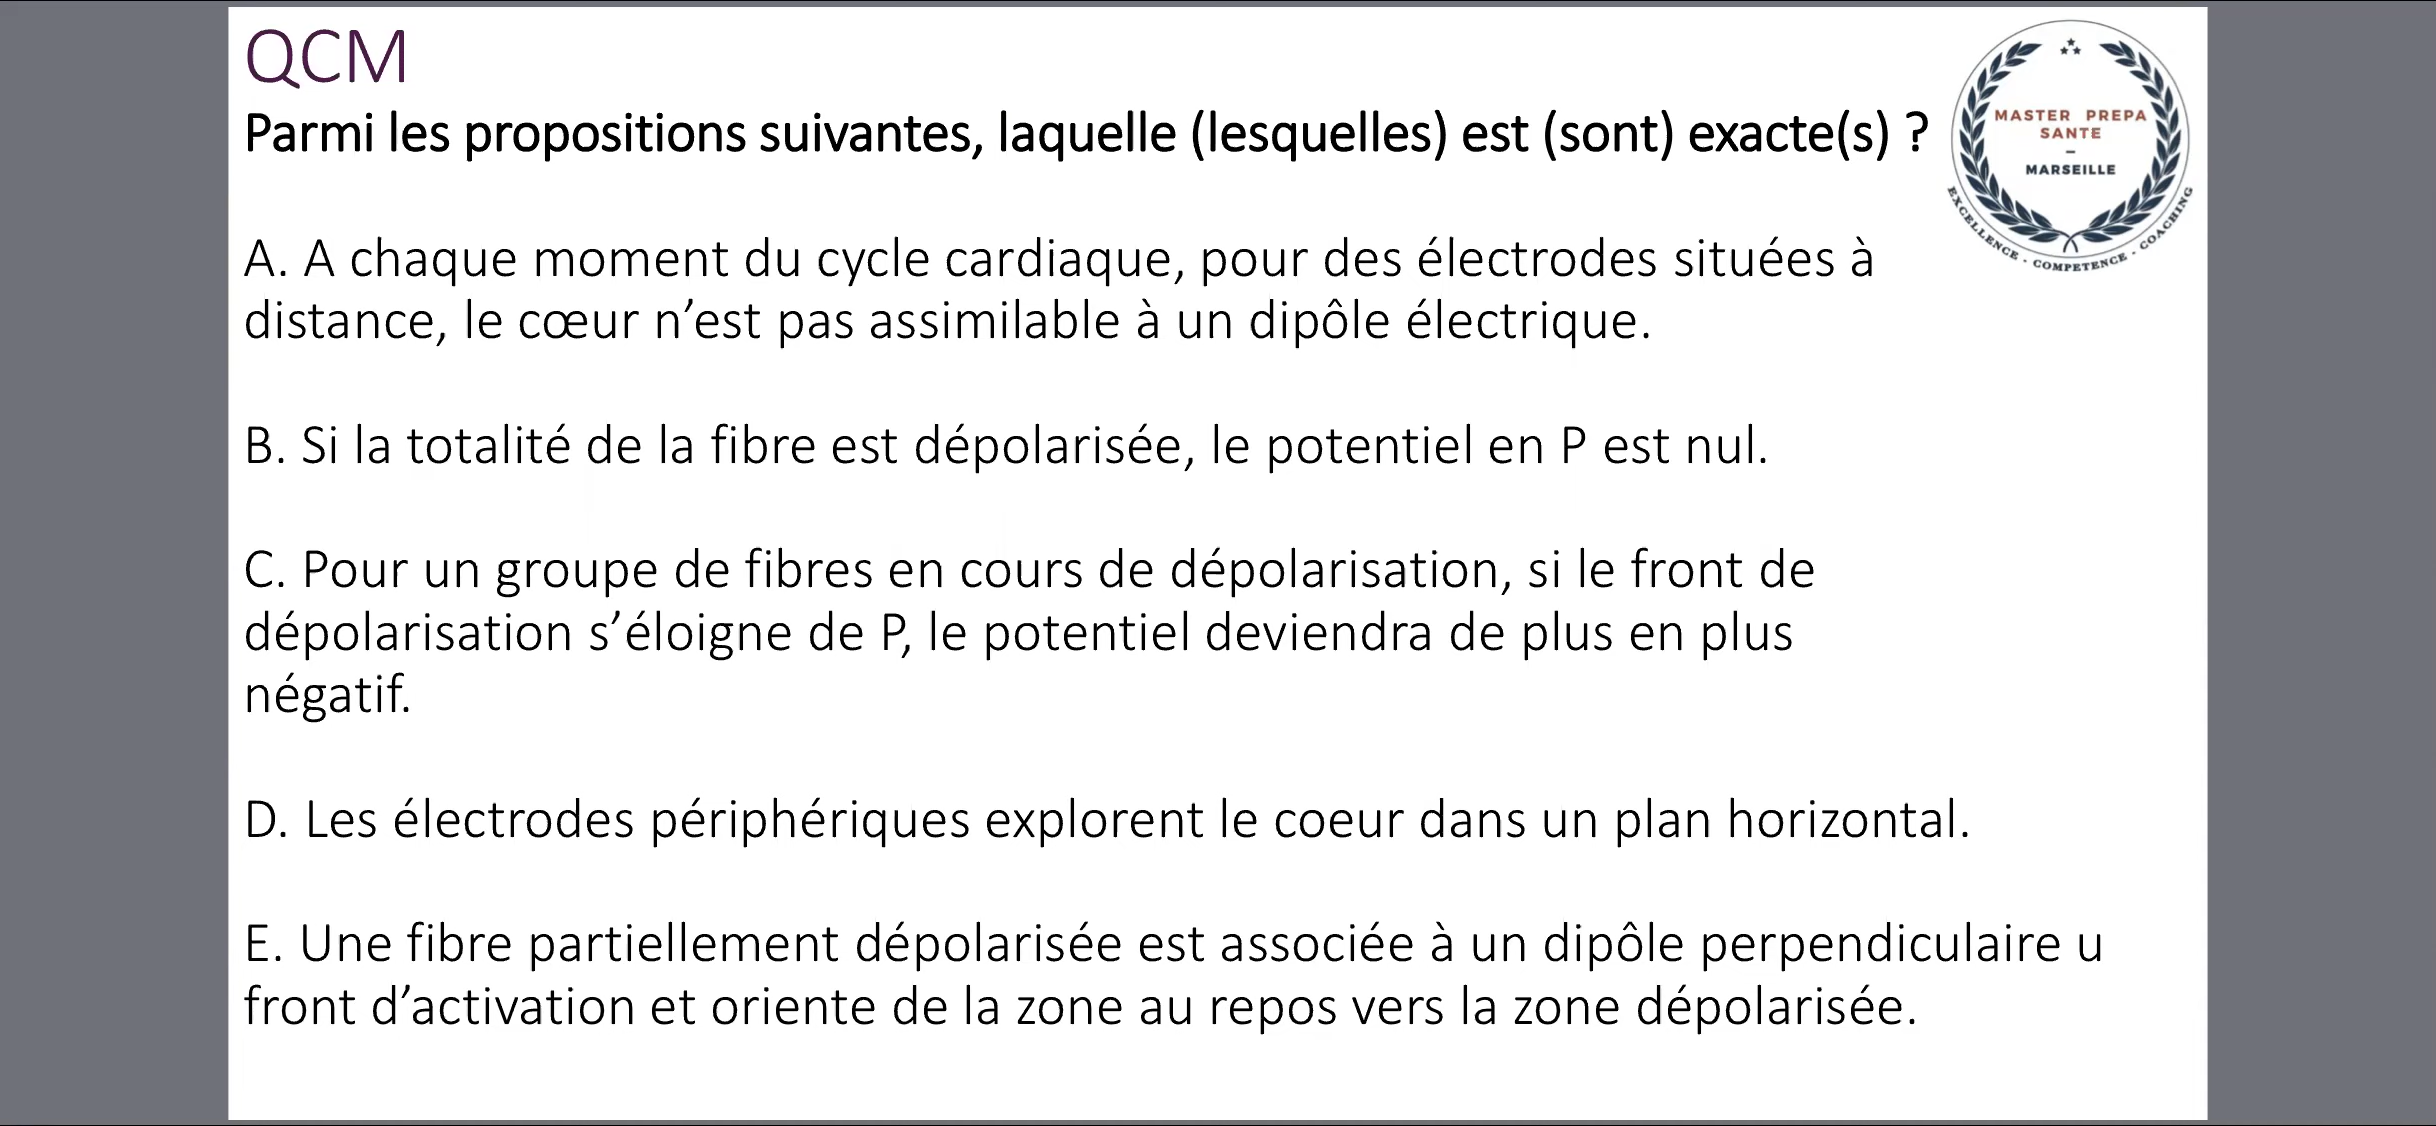 QCM
Parmi les propositions suivantes, laquelle (lesquelles) est (sont) exacte(s) ?
MASTER PREPA
SANTE
–
MARSEILLE
EXCELLENCE - COMPETENCE - COACHING
A. A chaque moment du cycle cardiaque, pour des électrodes situées à
distance, le cœur n’est pas assimilable à un dipôle électrique.
B. Si la totalité de la fibre est dépolarisée, le potentiel en P est nul.
C. Pour un groupe de fibres en cours de dépolarisation, si le front de
dépolarisation s’éloigne de P, le potentiel deviendra de plus en plus
négatif.
D. Les électrodes périphériques explorent le coeur dans un plan horizontal.
E. Une fibre partiellement dépolarisée est associée à un dipôle perpendiculaire u
front d’activation et oriente de la zone au repos vers la zone dépolarisée.